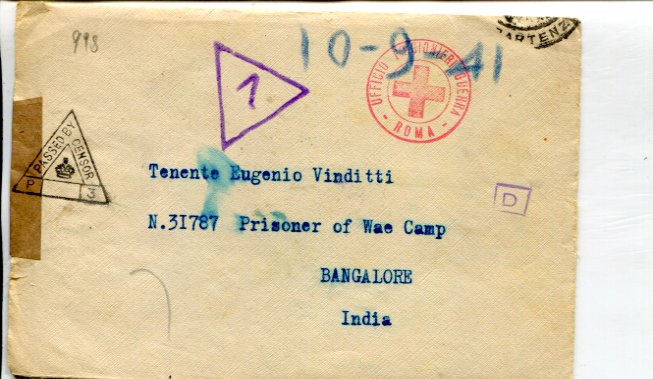 998
10-9-41
1
UFFICIO PRIGIONIERI GUERRA
- ROMA -
PASSED BY
CENSOR
P 3
Tenente Eugenio Vinditti
D
N.31787 Prisoner of Wae Camp
BANGALORE
India